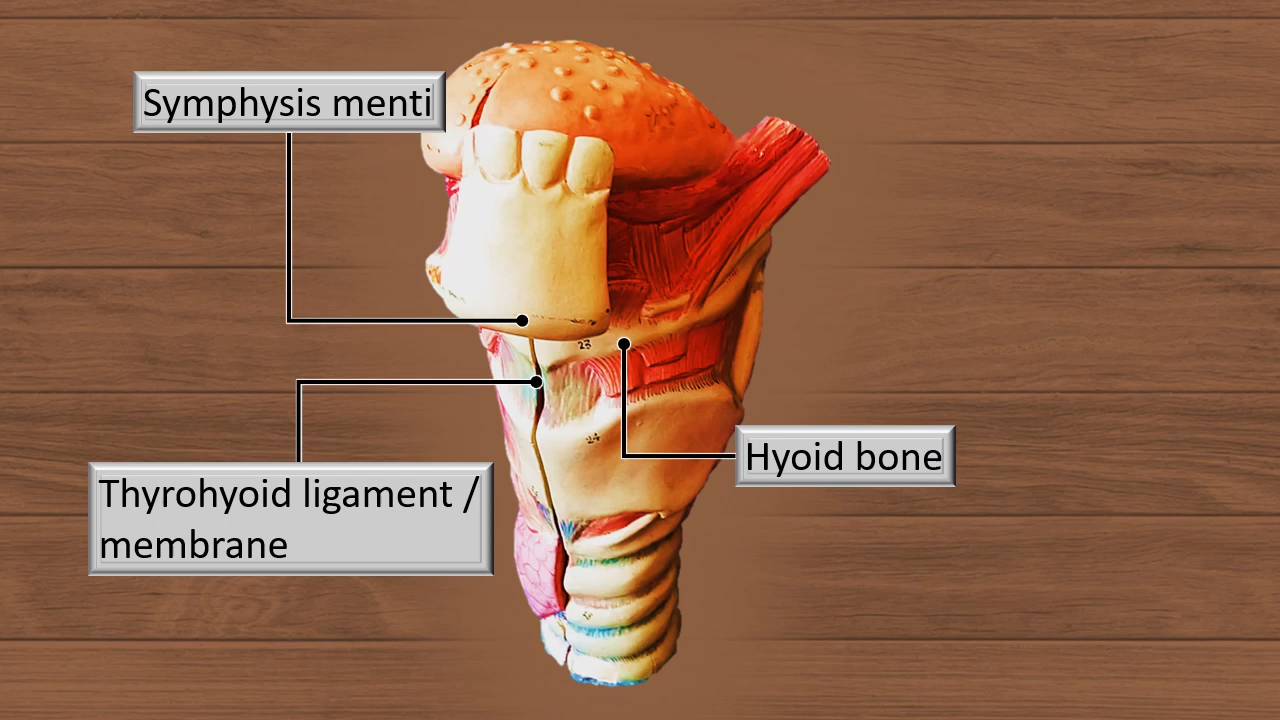 Symphysis menti
Thyrohyoid ligament /
membrane
Hyoid bone
23
24